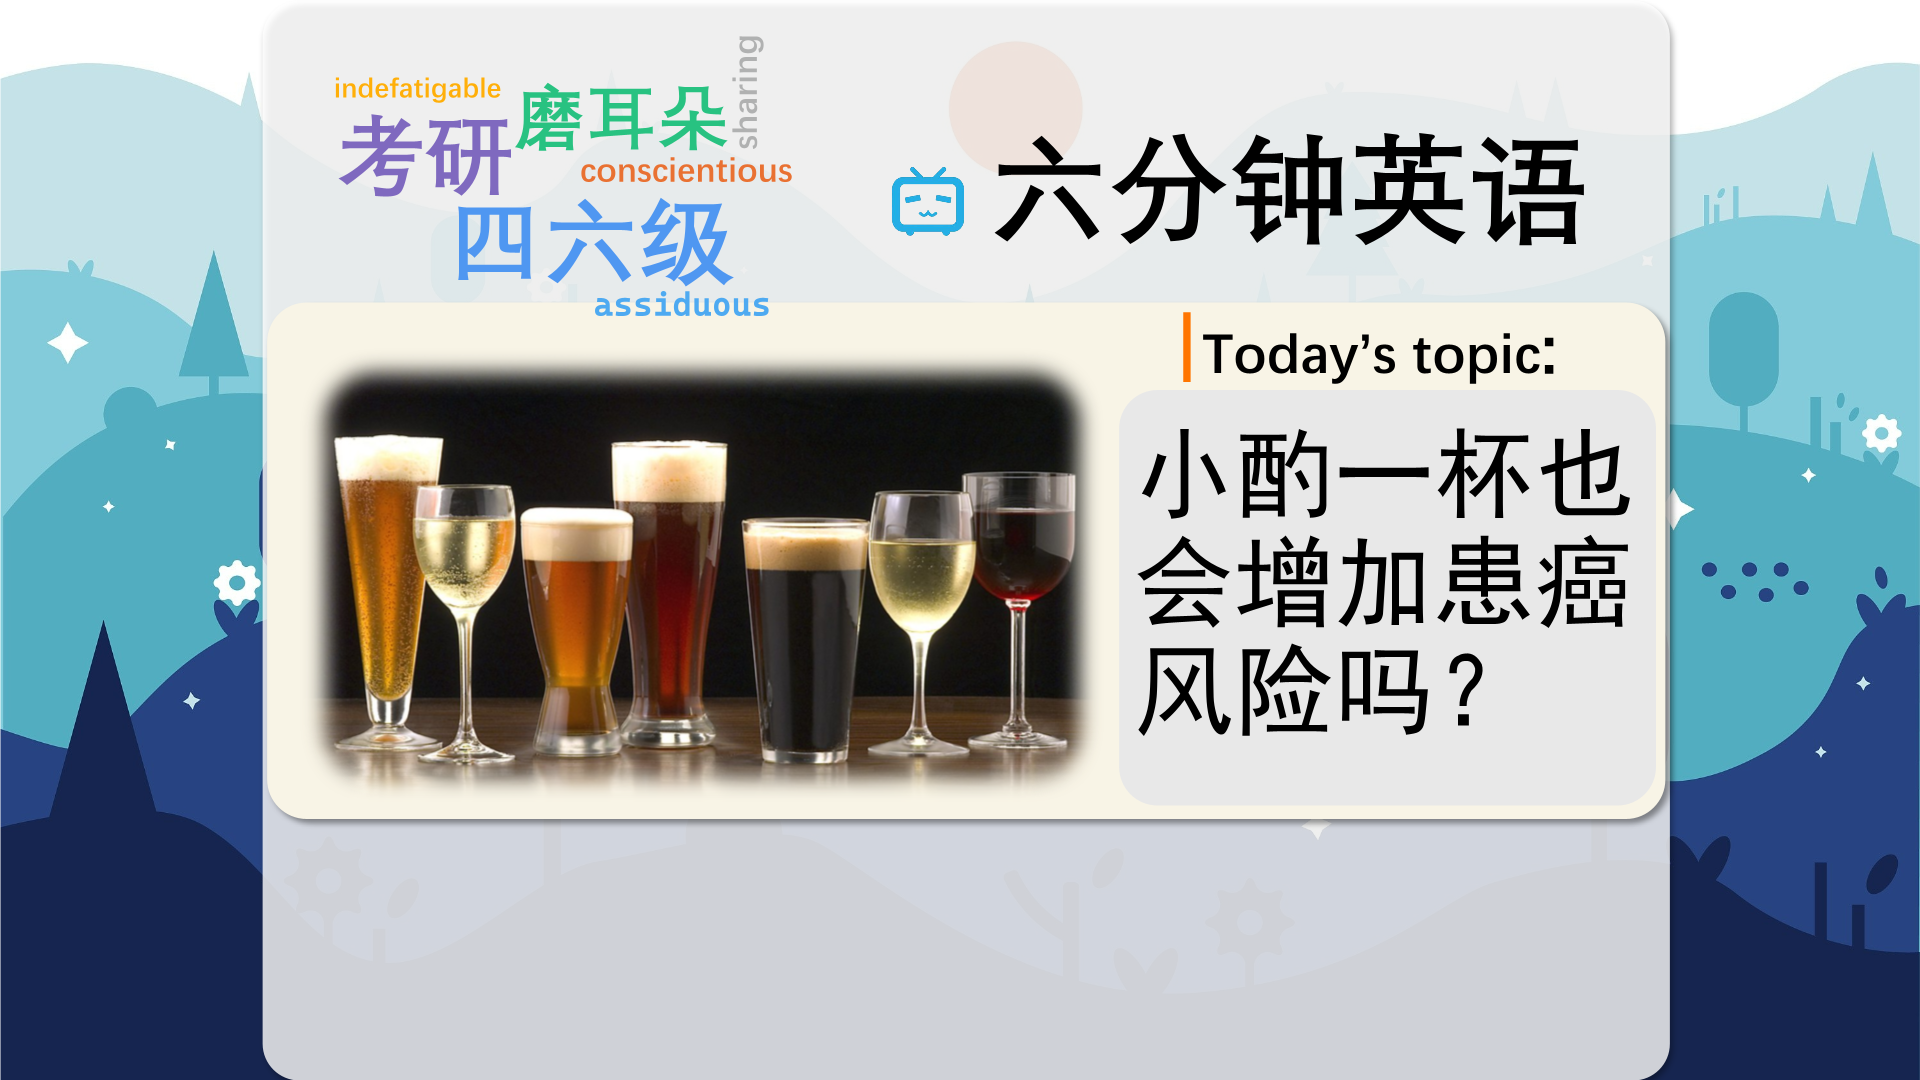 indefatigable
考研
磨耳朵
sharing
conscientious
四六级
assiduous
六分钟英语
Today’s topic:
小酌一杯也
会增加患癌
风险吗？